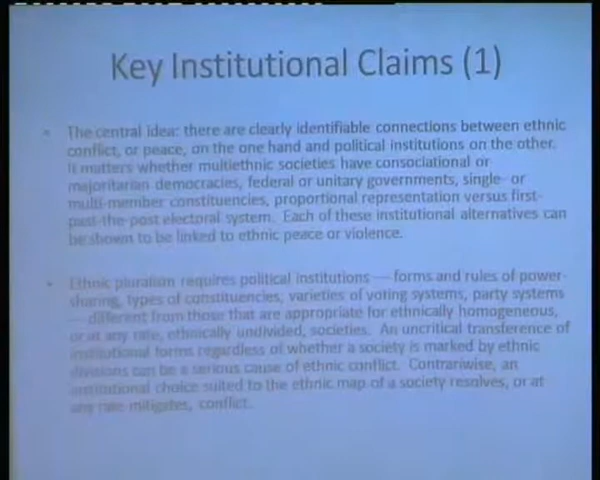 Key Institutional Claims (1)
The central idea: there are clearly identifiable connections between ethnic
conflict, or peace, on the one hand and political institutions on the other.
It matters whether multiethnic societies have consociational or
majoritarian democracies, federal or unitary governments, single- or
multi-member constituencies, proportional representation versus first-
past-the-post electoral system. Each of these institutional alternatives can
be shown to be linked to ethnic peace or violence.
Ethnic pluralism requires political institutions — forms and rules of power-
sharing, types of constituencies, varieties of voting systems, party systems
— different from those that are appropriate for ethnically homogeneous,
or at any rate, ethnically undivided, societies. An uncritical transference of
institutional forms regardless of whether a society is marked by ethnic
divisions can be a serious cause of ethnic conflict. Contrariwise, an
institutional choice suited to the ethnic map of a society resolves, or at
any rate mitigates, conflict.